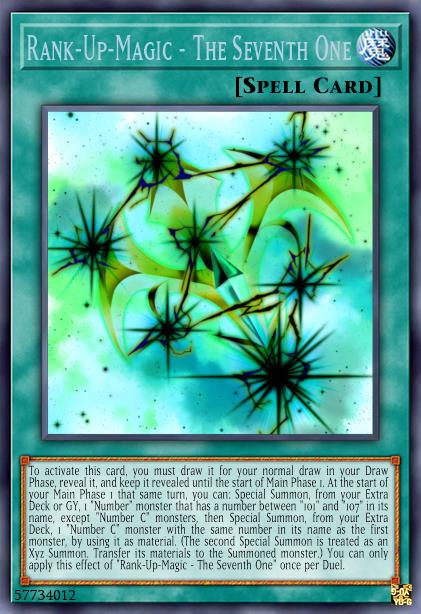 Rank-Up-Magic - The Seventh One
魔
[Spell Card]
To activate this card, you must draw it for your normal draw in your Draw
Phase, reveal it, and keep it revealed until the start of Main Phase 1. At the start of
your Main Phase 1 that same turn, you can: Special Summon, from your Extra
Deck or GY, 1 "Number" monster that has a number between "101" and "107" in its
name, except "Number C" monsters, then Special Summon, from your Extra
Deck, 1 "Number C" monster with the same number in its name as the first
monster, by using it as material. (The second Special Summon is treated as an
Xyz Summon. Transfer its materials to the Summoned monster.) You can only
apply this effect of "Rank-Up-Magic - The Seventh One" once per Duel.
57734012